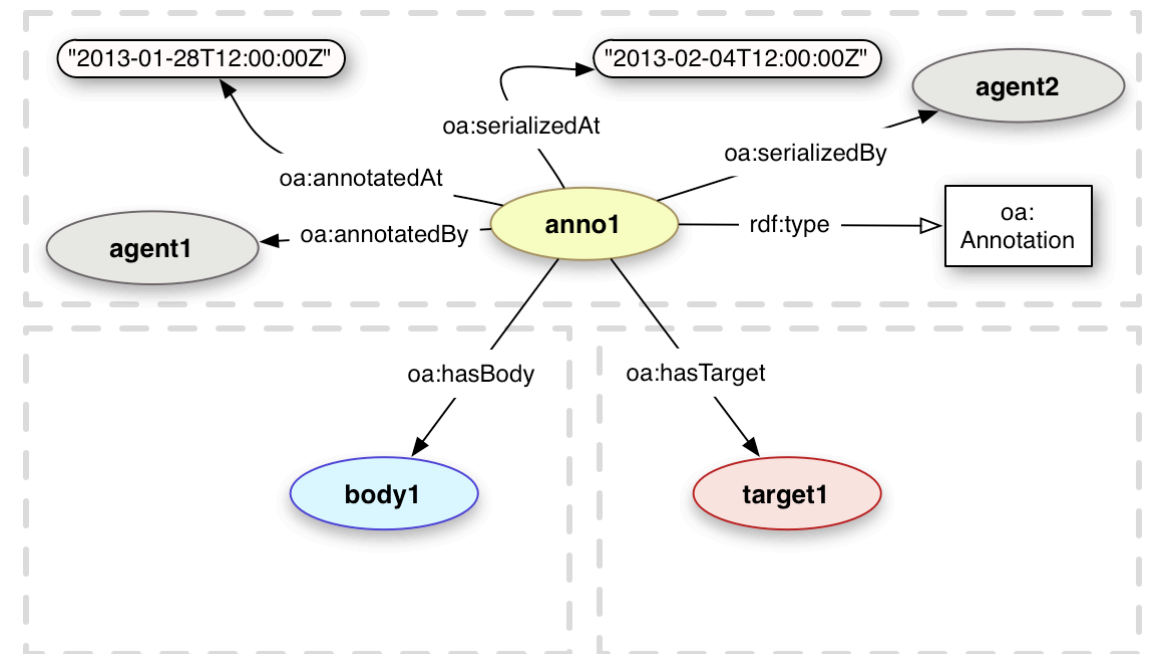 "2013-01-28T12:00:00Z"
"2013-02-04T12:00:00Z"
agent2
oa:serializedAt
oa:serializedBy
oa:annotatedAt
oa:annotatedBy
agent1
anno1
rdf:type
oa:
Annotation
oa:hasBody
oa:hasTarget
body1
target1